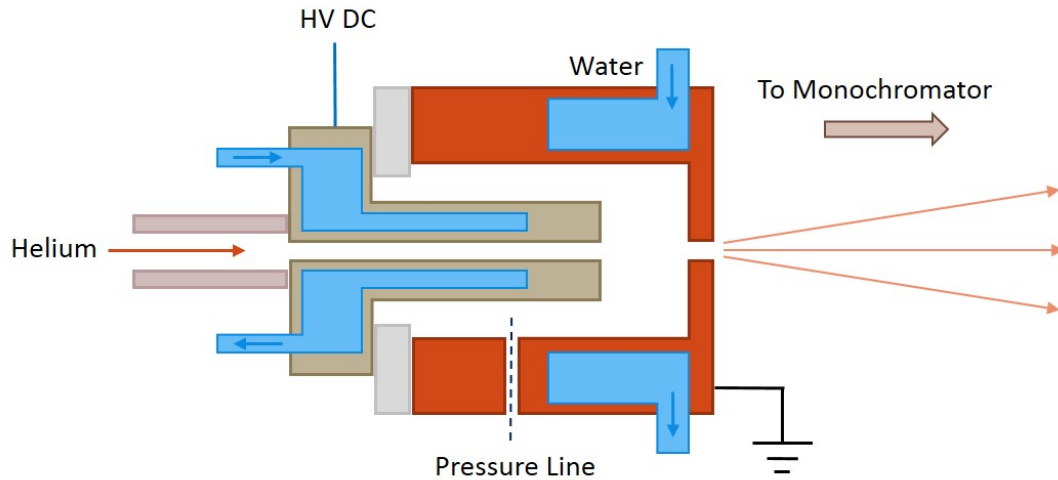 HV DC
Water
To Monochromator
Helium
Pressure Line